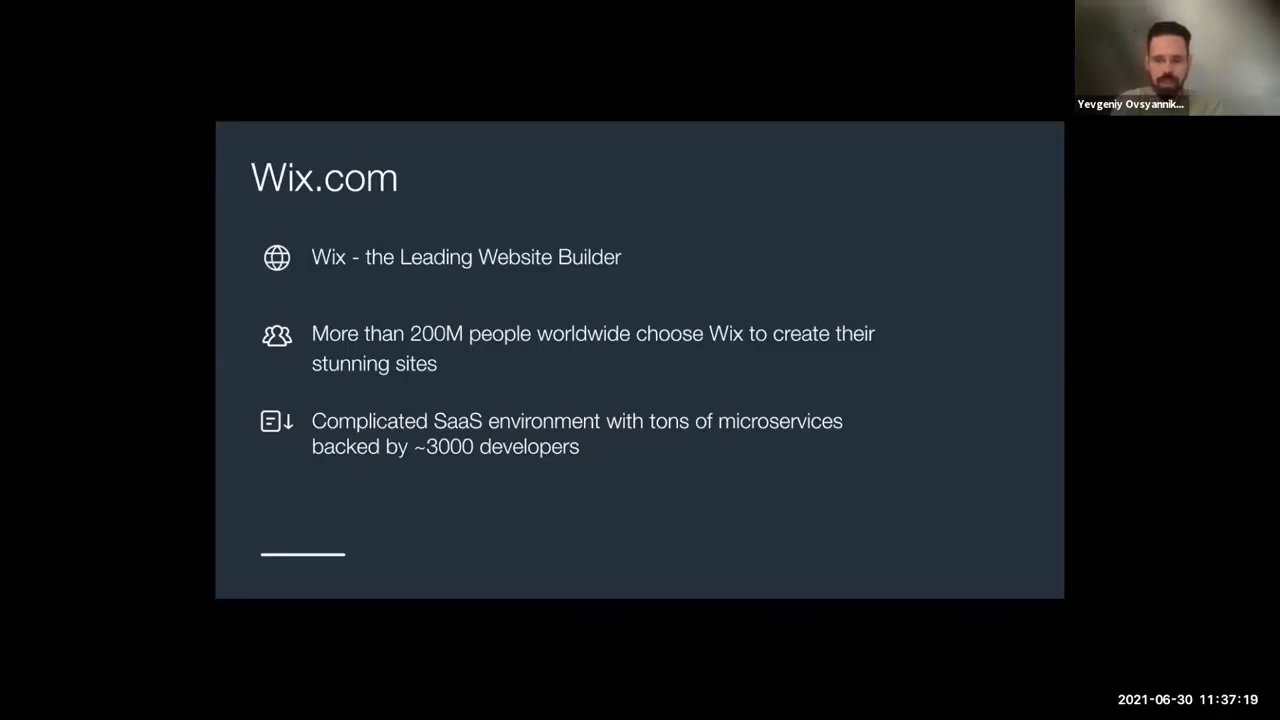 Yevgeniy Ovsyannik...
Wix.com
Wix - the Leading Website Builder
More than 200M people worldwide choose Wix to create their
stunning sites
Complicated SaaS environment with tons of microservices
backed by ~3000 developers
2021-06-30 11:37:19